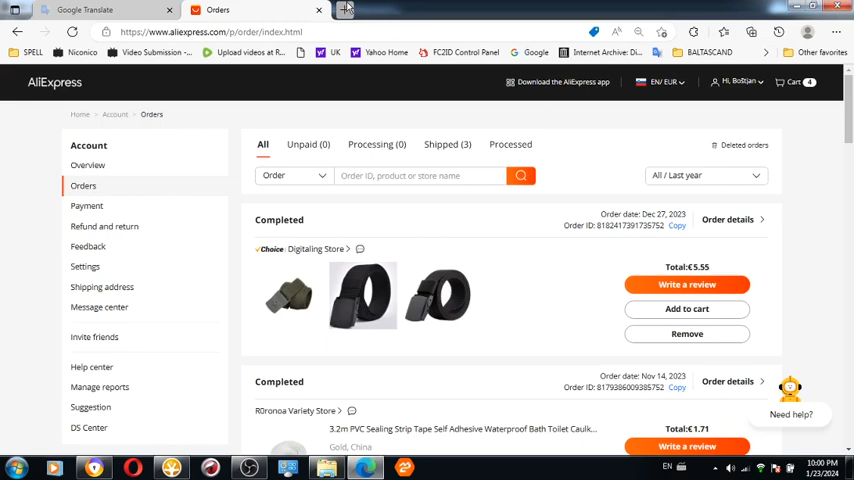 Google Translate
Orders
https://www.aliexpress.com/p/order/index.html
SPELL
Niconico
Video Submission -...
Upload videos at R...
UK
Yahoo Home
FC2ID Control Panel
Google
Internet Archive: Di...
BALTASCAND
Other favorites
AliExpress
Download the AliExpress app
EN/ EUR
Hi, Boštjan
Cart 4
Home
Account
Orders
Account
Overview
Orders
Payment
Refund and return
Feedback
Settings
Shipping address
Message center
Invite friends
Help center
Manage reports
Suggestion
DS Center
All
Unpaid (0)
Processing (0)
Shipped (3)
Processed
Deleted orders
Order
Order ID, product or store name
All / Last year
Completed
Order date: Dec 27, 2023
Order ID: 8182417391735752 Copy
Order details
Choice Digitaling Store
Total:€5.55
Write a review
Add to cart
Remove
Completed
Order date: Nov 14, 2023
Order ID: 8179386009385752 Copy
Order details
R0ronoa Variety Store
3.2m PVC Sealing Strip Tape Self Adhesive Waterproof Bath Toilet Caulk...
Gold, China
Total:€1.71
Write a review
Need help?
EN
10:00 PM
1/23/2024